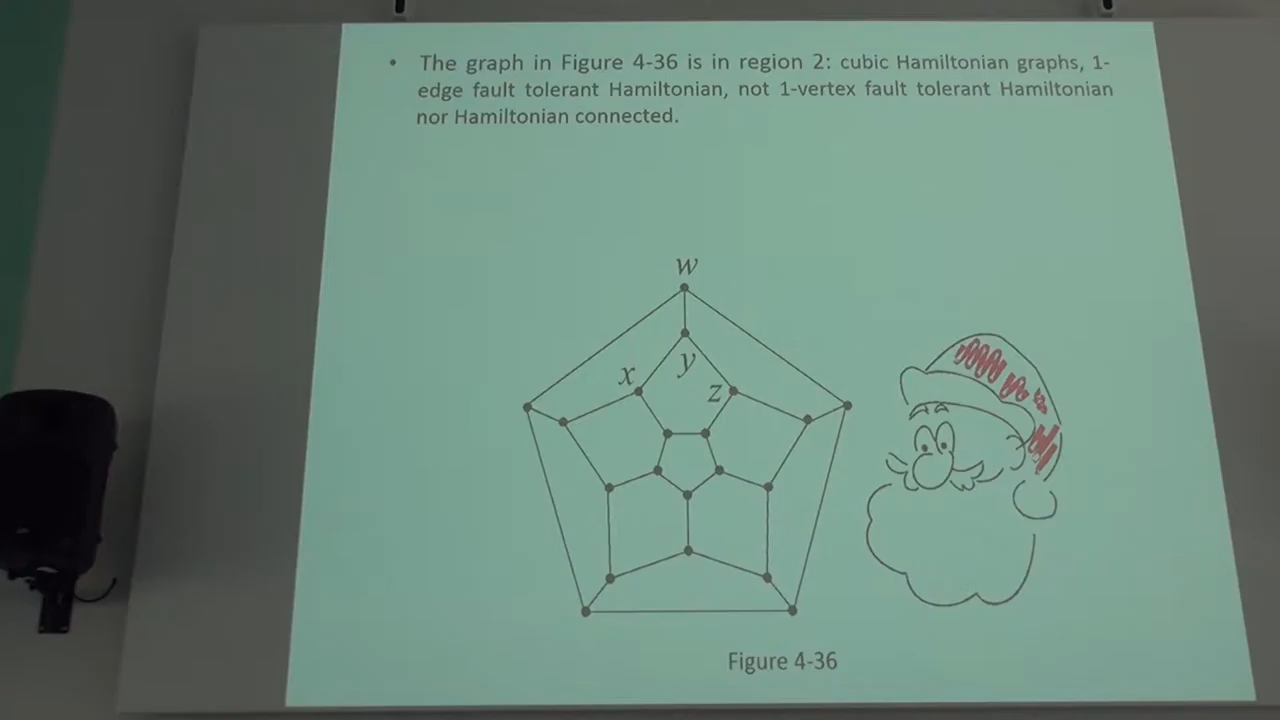 • The graph in Figure 4-36 is in region 2: cubic Hamiltonian graphs, 1-
edge fault tolerant Hamiltonian, not 1-vertex fault tolerant Hamiltonian
nor Hamiltonian connected.
w
y
x
z
Figure 4-36